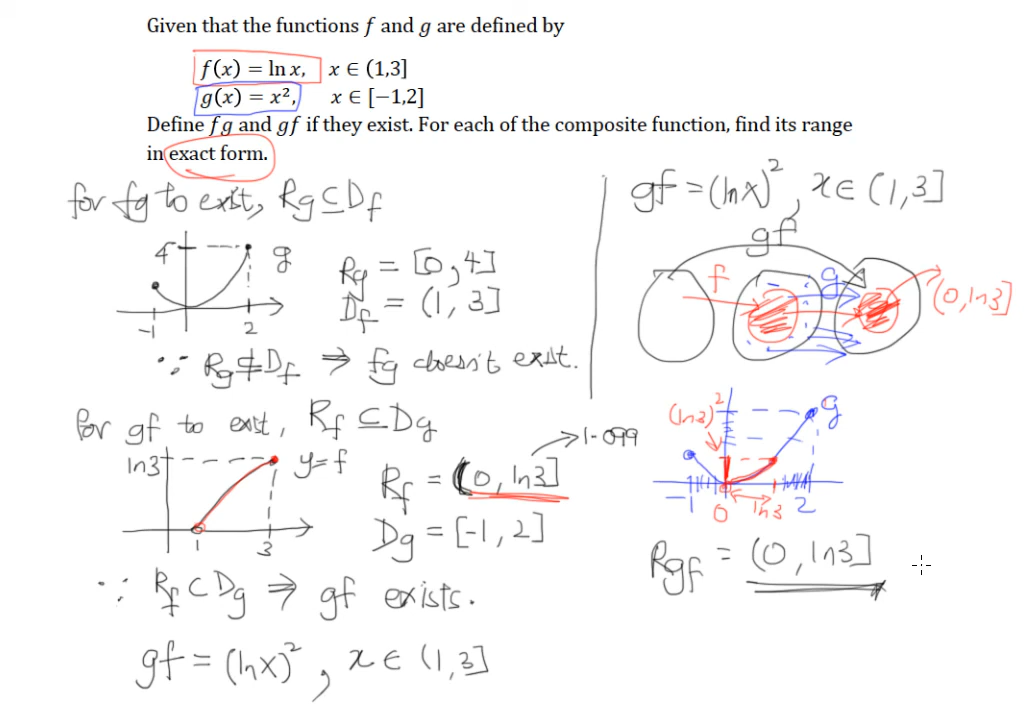 Given that the functions f and g are defined by
f(x) = ln x, x ∈ (1,3]
g(x) = x², x ∈ [−1,2]
Define fg and gf if they exist. For each of the composite function, find its range
in exact form.
for fg to exist, Rg ⊆ Df
4 g
-1 2
Rg = [0, 4]
Df = (1, 3]
∵ Rg ⊄ Df ⇒ fg doesn't exist.
for gf to exist, Rf ⊆ Dg
ln3 y=f
1 3
Rf = (0, ln3] → 1.099
Dg = [-1, 2]
∵ Rf ⊂ Dg ⇒ gf exists.
gf = (lnx)², x ∈ (1,3]
gf = (lnx)², x ∈ (1,3]
gf
f g
(0, ln3]
(ln3)² g
-1 0 ln3 2
Rgf = (0, ln3]